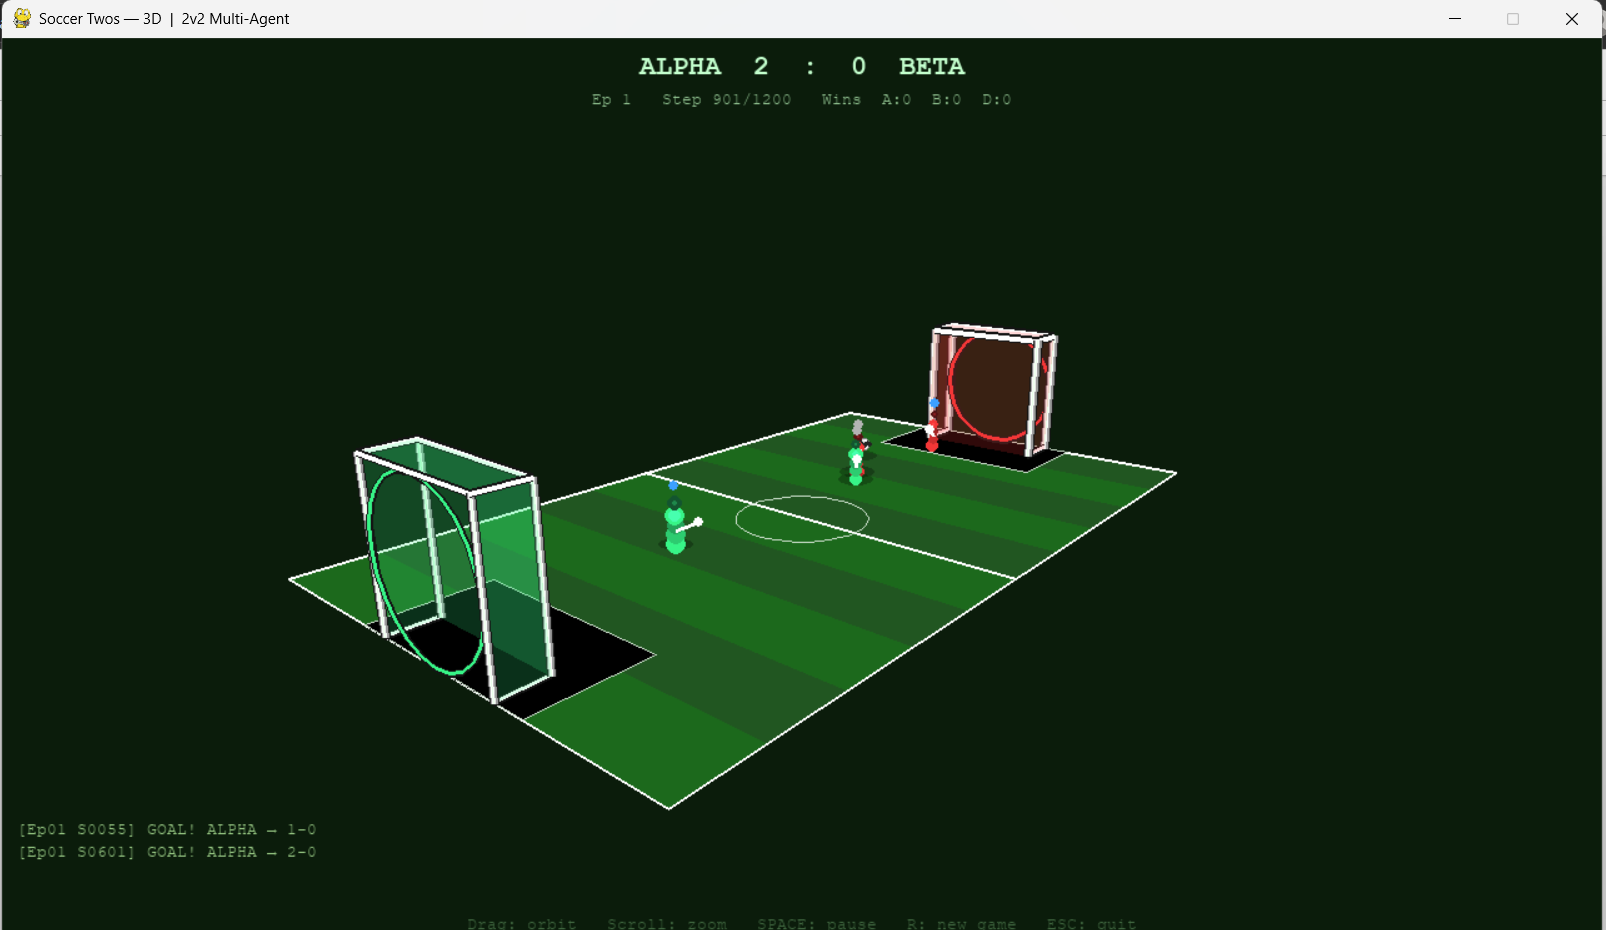 Soccer Twos — 3D | 2v2 Multi-Agent
ALPHA 2 : 0 BETA
Ep 1 Step 901/1200 Wins A:0 B:0 D:0
[Ep01 S0055] GOAL! ALPHA → 1-0
[Ep01 S0601] GOAL! ALPHA → 2-0
Drag: orbit Scroll: zoom SPACE: pause R: new game ESC: quit